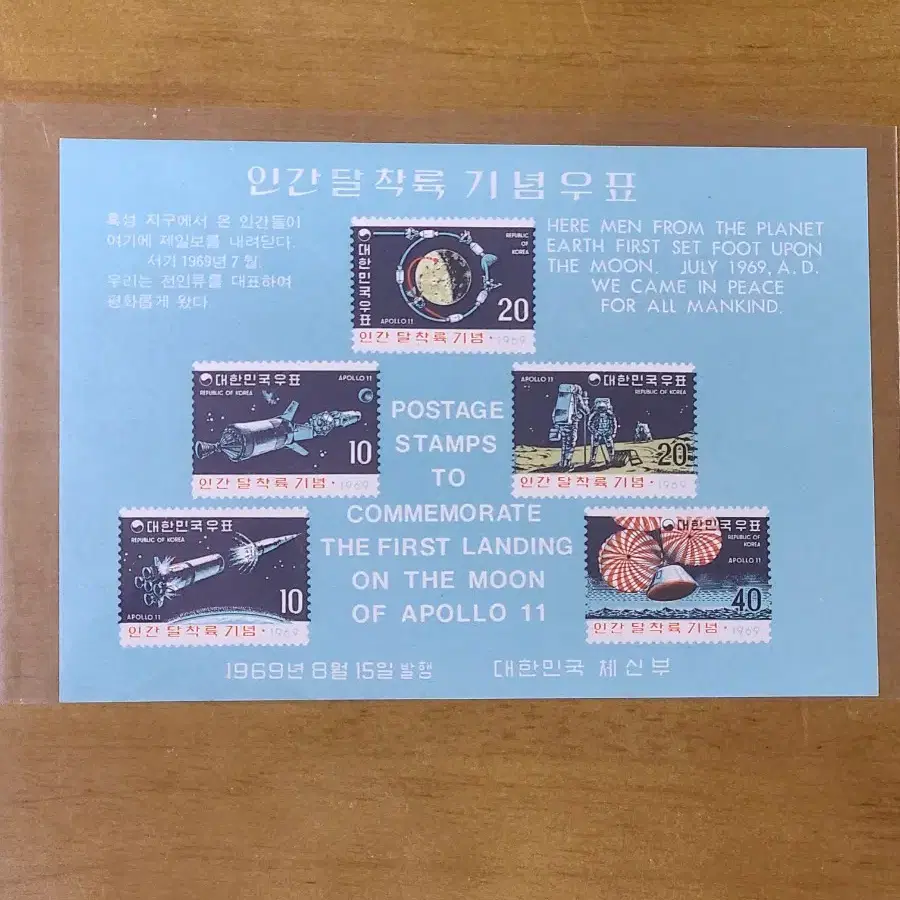 인간 달착륙 기념우표
혹성 지구에서 온 인간들이
여기에 제일보를 내려딛다.
서기 1969년 7월.
우리는 전인류를 대표하여
평화롭게 왔다.
HERE MEN FROM THE PLANET
EARTH FIRST SET FOOT UPON
THE MOON. JULY 1969, A.D.
WE CAME IN PEACE
FOR ALL MANKIND.
대한민국우표
REPUBLIC
OF
KOREA
APOLLO 11
20
인간 달착륙기념·1969
대한민국우표
APOLLO 11
REPUBLIC OF KOREA
10
인간 달착륙기념·1969
APOLLO 11
대한민국우표
REPUBLIC OF KOREA
20
인간 달착륙기념·1969
대한민국우표
REPUBLIC OF KOREA
APOLLO 11
10
인간 달착륙기념·1969
대한민국우표
REPUBLIC OF
KOREA
APOLLO 11
40
인간 달착륙기념·1969
POSTAGE
STAMPS
TO
COMMEMORATE
THE FIRST LANDING
ON THE MOON
OF APOLLO 11
1969년 8월 15일 발행 대한민국 체신부